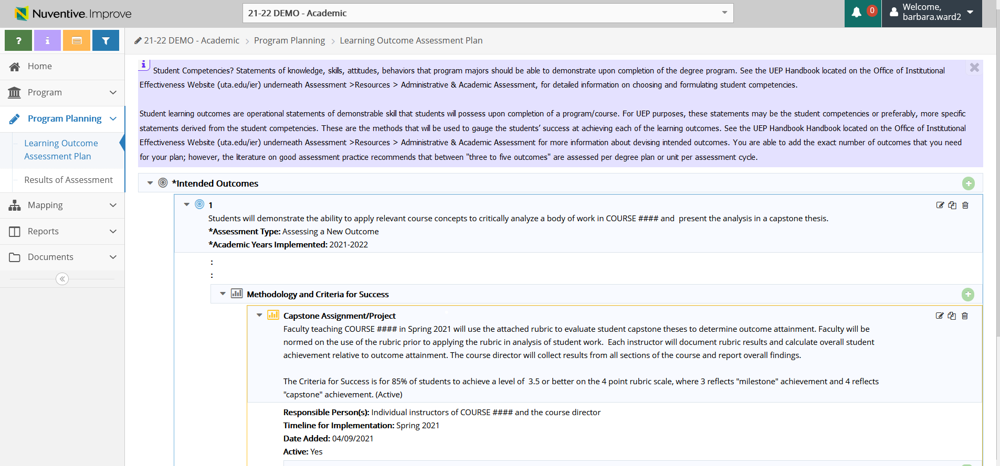 Nuventive. Improve
21-22 DEMO - Academic
0
Welcome,
barbara.ward2
?
i
21-22 DEMO - Academic > Program Planning > Learning Outcome Assessment Plan
Home
Program
Program Planning
Learning Outcome
Assessment Plan
Results of Assessment
Mapping
Reports
Documents
i
Student Competencies? Statements of knowledge, skills, attitudes, behaviors that program majors should be able to demonstrate upon completion of the degree program. See the UEP Handbook located on the Office of Institutional
Effectiveness Website (uta.edu/ier) underneath Assessment >Resources > Administrative & Academic Assessment, for detailed information on choosing and formulating student competencies.
Student learning outcomes are operational statements of demonstrable skill that students will possess upon completion of a program/course. For UEP purposes, these statements may be the student competencies or preferably, more specific
statements derived from the student competencies. These are the methods that will be used to gauge the students' success at achieving each of the learning outcomes. See the UEP Handbook Handbook located on the Office of Institutional
Effectiveness Website (uta.edu/ier) underneath Assessment >Resources > Administrative & Academic Assessment for more information about devising intended outcomes. You are able to add the exact number of outcomes that you need
for your plan; however, the literature on good assessment practice recommends that between "three to five outcomes" are assessed per degree plan or unit per assessment cycle.
*Intended Outcomes
1
Students will demonstrate the ability to apply relevant course concepts to critically analyze a body of work in COURSE #### and  present the analysis in a capstone thesis.
*Assessment Type: Assessing a New Outcome
*Academic Years Implemented: 2021-2022
:
:
Methodology and Criteria for Success
Capstone Assignment/Project
Faculty teaching COURSE #### in Spring 2021 will use the attached rubric to evaluate student capstone theses to determine outcome attainment. Faculty will be
normed on the use of the rubric prior to applying the rubric in analysis of student work.  Each instructor will document rubric results and calculate overall student
achievement relative to outcome attainment. The course director will collect results from all sections of the course and report overall findings.
The Criteria for Success is for 85% of students to achieve a level of  3.5 or better on the 4 point rubric scale, where 3 reflects "milestone" achievement and 4 reflects
"capstone" achievement. (Active)
Responsible Person(s): Individual instructors of COURSE #### and the course director
Timeline for Implementation: Spring 2021
Date Added: 04/09/2021
Active: Yes